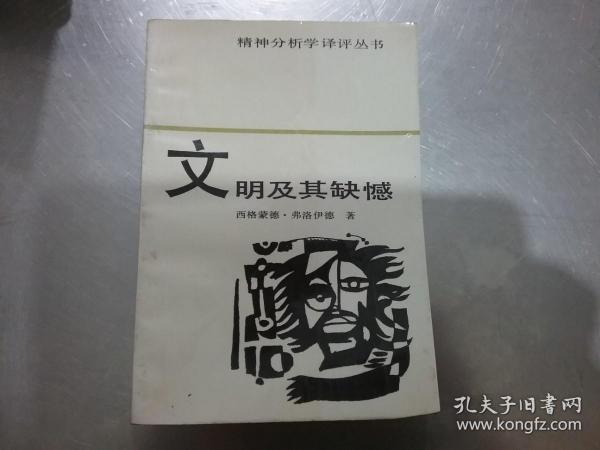 精神分析学译评丛书
文明及其缺憾
西格蒙德·弗洛伊德 著
孔夫子旧書网
www.kongfz.com